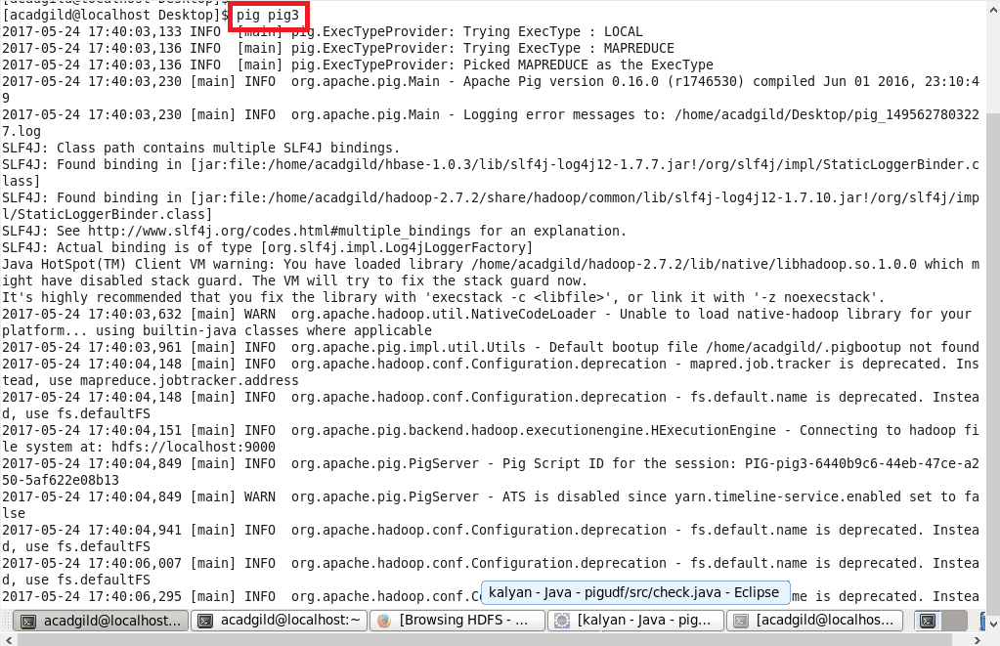 [acadgild@localhost Desktop]$
[acadgild@localhost Desktop]$ pig pig3
2017-05-24 17:40:03,133 INFO  [main] pig.ExecTypeProvider: Trying ExecType : LOCAL
2017-05-24 17:40:03,136 INFO  [main] pig.ExecTypeProvider: Trying ExecType : MAPREDUCE
2017-05-24 17:40:03,136 INFO  [main] pig.ExecTypeProvider: Picked MAPREDUCE as the ExecType
2017-05-24 17:40:03,230 [main] INFO  org.apache.pig.Main - Apache Pig version 0.16.0 (r1746530) compiled Jun 01 2016, 23:10:4
9
2017-05-24 17:40:03,230 [main] INFO  org.apache.pig.Main - Logging error messages to: /home/acadgild/Desktop/pig_149562780322
7.log
SLF4J: Class path contains multiple SLF4J bindings.
SLF4J: Found binding in [jar:file:/home/acadgild/hbase-1.0.3/lib/slf4j-log4j12-1.7.7.jar!/org/slf4j/impl/StaticLoggerBinder.c
lass]
SLF4J: Found binding in [jar:file:/home/acadgild/hadoop-2.7.2/share/hadoop/common/lib/slf4j-log4j12-1.7.10.jar!/org/slf4j/imp
l/StaticLoggerBinder.class]
SLF4J: See http://www.slf4j.org/codes.html#multiple_bindings for an explanation.
SLF4J: Actual binding is of type [org.slf4j.impl.Log4jLoggerFactory]
Java HotSpot(TM) Client VM warning: You have loaded library /home/acadgild/hadoop-2.7.2/lib/native/libhadoop.so.1.0.0 which m
ight have disabled stack guard. The VM will try to fix the stack guard now.
It's highly recommended that you fix the library with 'execstack -c <libfile>', or link it with '-z noexecstack'.
2017-05-24 17:40:03,632 [main] WARN  org.apache.hadoop.util.NativeCodeLoader - Unable to load native-hadoop library for your
platform... using builtin-java classes where applicable
2017-05-24 17:40:03,961 [main] INFO  org.apache.pig.impl.util.Utils - Default bootup file /home/acadgild/.pigbootup not found
2017-05-24 17:40:04,148 [main] INFO  org.apache.hadoop.conf.Configuration.deprecation - mapred.job.tracker is deprecated. Ins
tead, use mapreduce.jobtracker.address
2017-05-24 17:40:04,148 [main] INFO  org.apache.hadoop.conf.Configuration.deprecation - fs.default.name is deprecated. Instea
d, use fs.defaultFS
2017-05-24 17:40:04,151 [main] INFO  org.apache.pig.backend.hadoop.executionengine.HExecutionEngine - Connecting to hadoop fi
le system at: hdfs://localhost:9000
2017-05-24 17:40:04,849 [main] INFO  org.apache.pig.PigServer - Pig Script ID for the session: PIG-pig3-6440b9c6-44eb-47ce-a2
50-5af622e08b13
2017-05-24 17:40:04,849 [main] WARN  org.apache.pig.PigServer - ATS is disabled since yarn.timeline-service.enabled set to fa
lse
2017-05-24 17:40:04,941 [main] INFO  org.apache.hadoop.conf.Configuration.deprecation - fs.default.name is deprecated. Instea
d, use fs.defaultFS
2017-05-24 17:40:06,007 [main] INFO  org.apache.hadoop.conf.Configuration.deprecation - fs.default.name is deprecated. Instea
d, use fs.defaultFS
2017-05-24 17:40:06,295 [main] INFO  org.apache.hadoop.conf.C me is deprecated. Instea
kalyan - Java - pigudf/src/check.java - Eclipse
acadgild@localhost... acadgild@localhost:~ [Browsing HDFS - ... [kalyan - Java - pig... [acadgild@localhos...